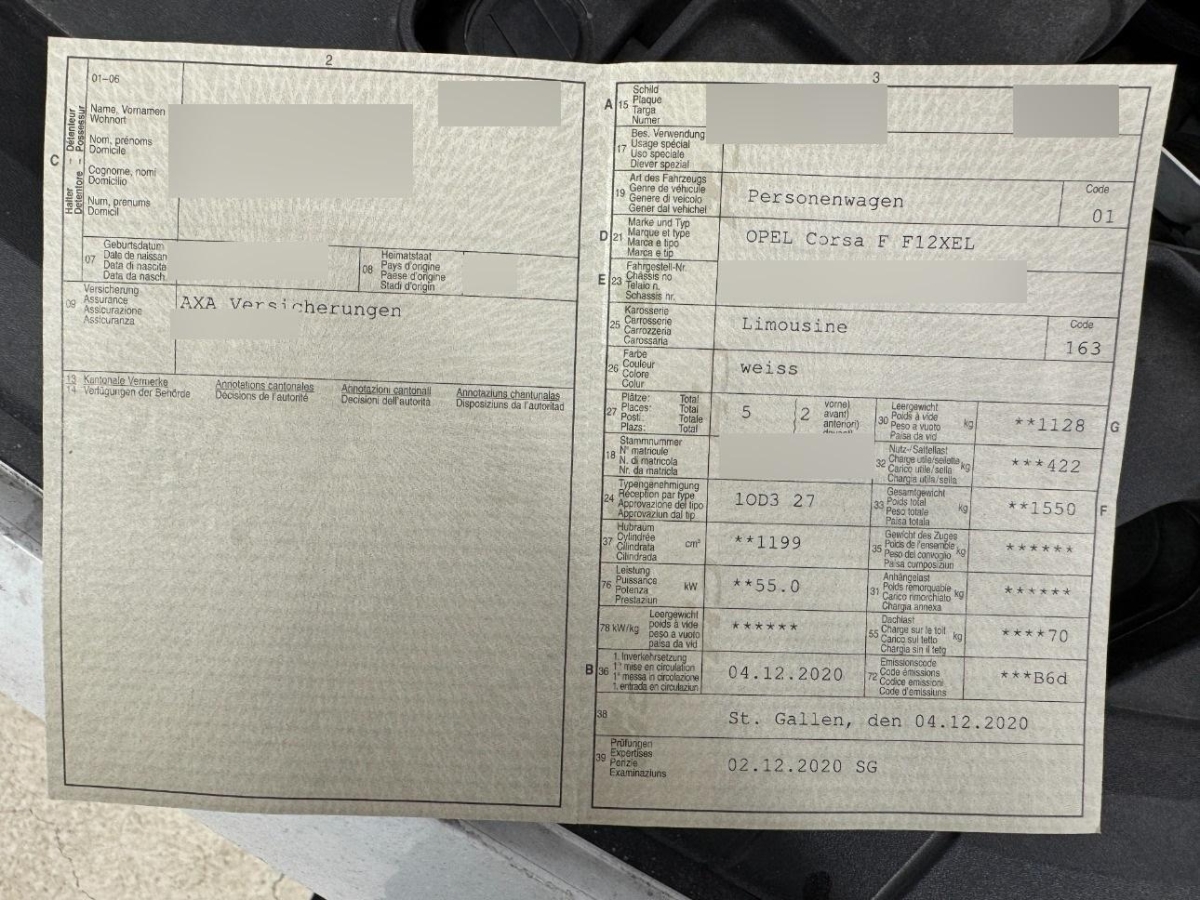 2
01-06
C
Halter - Détenteur
Detentore - Possessur
Name, Vornamen
Wohnort
Nom, prénoms
Domicile
Cognome, nomi
Domicilio
Num, prenums
Domicil
07
Geburtsdatum
Date de naissan
Data di nascita
Data da nasch.
08
Heimatstaat
Pays d'origine
Paese d'origine
Stadi d'origin
09
Versicherung
Assurance
Assicurazione
Assicuranza
AXA Versicherungen
13 Kantonale Vermerke Annotations cantonales Annotazioni cantonali Annotaziuns chantunalas
14 Verfügungen der Behörde Décisions de l'autorité Decisioni dell'autorità Disposiziuns da l'autoritad
3
A 15
Schild
Plaque
Targa
Numer
17
Bes. Verwendung
Usage spécial
Uso speciale
Diever spezial
19
Art des Fahrzeugs
Genre de véhicule
Genere di veicolo
Gener dal vehichel
Personenwagen
Code
01
D 21
Marke und Typ
Marque et type
Marca e tipo
Marca e tip
OPEL Corsa F F12XEL
E 23
Fahrgestell-Nr.
Châssis no
Telaio n.
Schassis nr.
25
Karosserie
Carrosserie
Carrozzeria
Carossaria
Limousine
Code
163
26
Farbe
Couleur
Colore
Colur
weiss
27
Plätze: Total
Places: Total
Posti: Totale
Plazs: Total
5
2
vorne)
avant)
anteriori)
30
Leergewicht
Poids à vide
Peso a vuoto
Paisa da vid
kg
**1128
G
18
Stammnummer
N° matricule
N. di matricola
Nr. da matricla
32
Nutz-/Sattellast
Charge utile/sellette
Carico utile/sella
Chargia utila/sella
kg
***422
24
Typengenehmigung
Réception par type
Approvazione del tipo
Approvaziun dal tip
1OD3 27
33
Gesamtgewicht
Poids total
Peso totale
Paisa totala
kg
**1550
F
37
Hubraum
Cylindrée
Cilindrata
Cilindrada
cm³
**1199
35
Gewicht des Zuges
Poids de l'ensemble
Peso del convoglio
Paisa cumposiziun
kg
******
76
Leistung
Puissance
Potenza
Prestaziun
kW
**55.0
31
Anhängelast
Poids remorquable
Carico rimorchiato
Chargia annexa
kg
******
78 kW/kg
Leergewicht
poids à vide
peso a vuoto
paisa da vid
******
55
Dachlast
Charge sur le toit
Carico sul tetto
Chargia sin il tetg
kg
****70
B 36
1. Inverkehrsetzung
1re mise en circulation
1a messa in circolazione
1. entrada en circulaziun
04.12.2020
72
Emissionscode
Code émissions
Codice emissioni
Code d'emissiuns
***B6d
38
St. Gallen, den 04.12.2020
39
Prüfungen
Expertises
Perizie
Examinaziuns
02.12.2020 SG